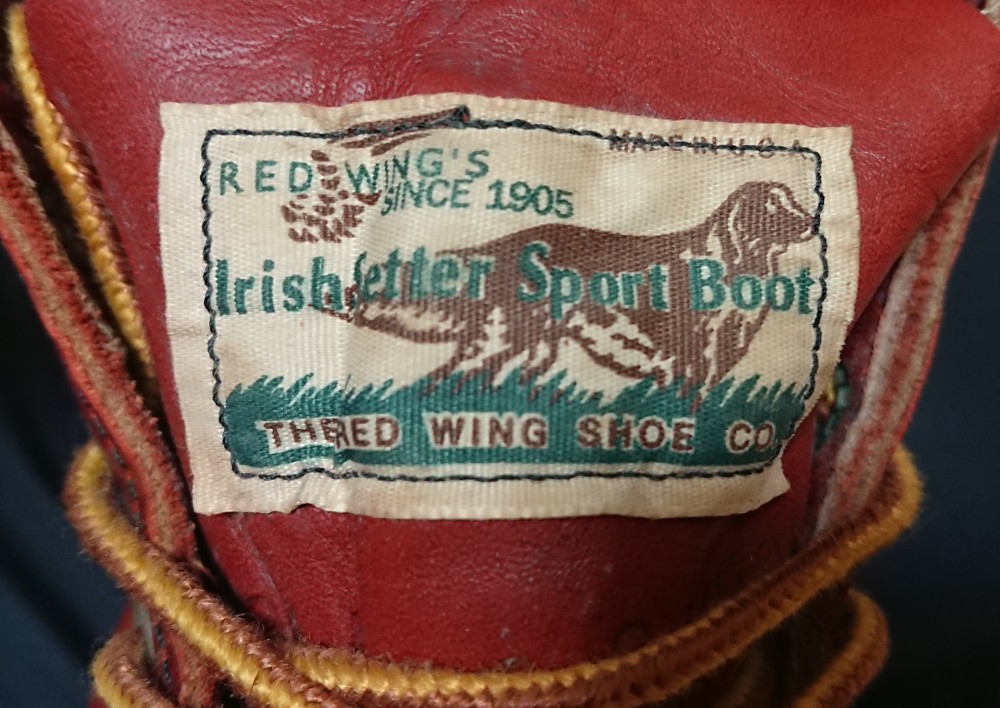 MADE IN U.S.A.
RED WING'S
SINCE 1905
Irish Setter Sport Boot
THE RED WING SHOE CO.